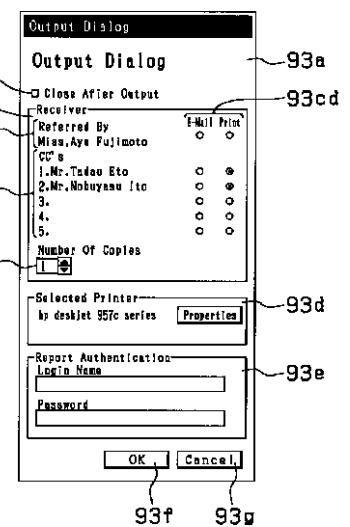 Output Dialog
Output Dialog
93a
Close After Output
93cd
Receiver
E-Mail Print
Referred By
Miss,Aya Fujimoto
CC's
1.Mr.Tadao Eto
2.Mr.Nobuyasu Ito
3.
4.
5.
Number Of Copies
1
Selected Printer
93d
hp deskjet 957c series Properties
Report Authentication
93e
Login Name
Password
OK Cancel
93f 93g